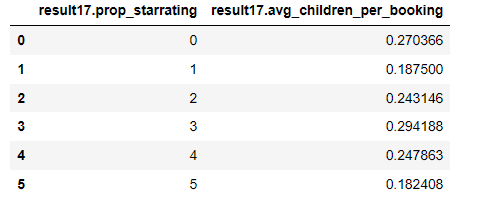 result17.prop_starrating result17.avg_children_per_booking
0 0 0.270366
1 1 0.187500
2 2 0.243146
3 3 0.294188
4 4 0.247863
5 5 0.182408